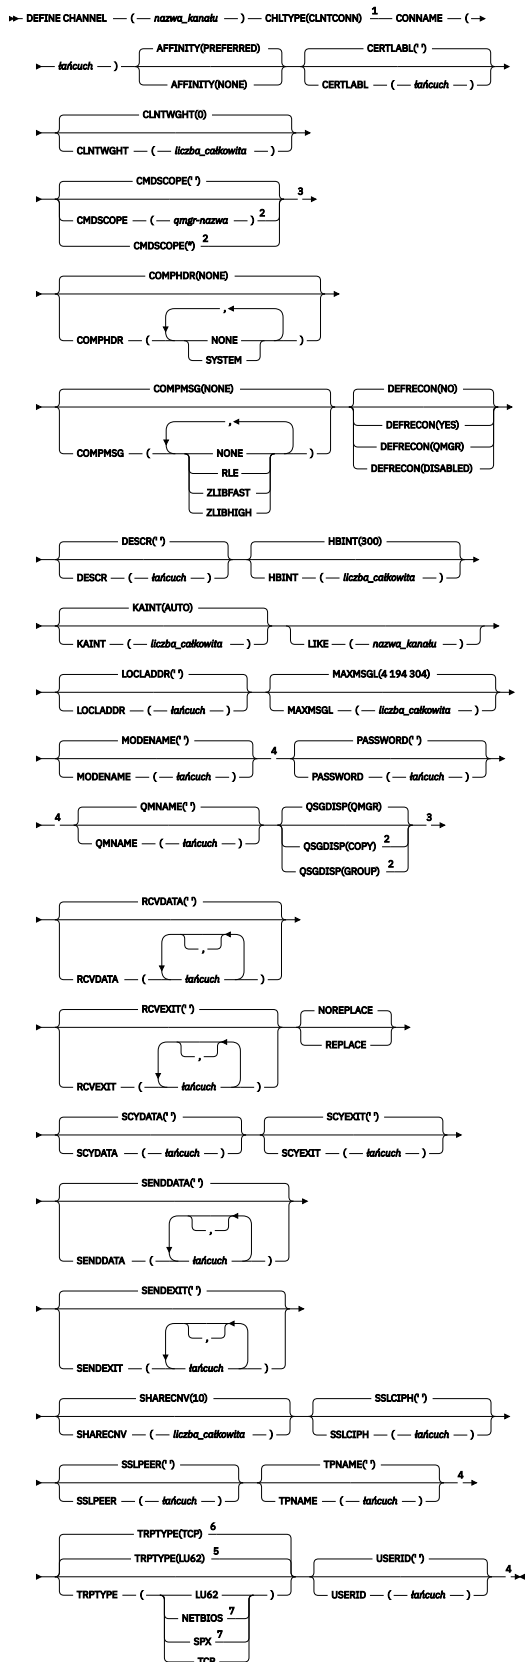 DEFINE CHANNEL ( nazwa_kanału ) CHLTYPE(CLNTCONN) 1 CONNAME (
łańcuch )
AFFINITY(PREFERRED)
AFFINITY(NONE)
CERTLABL(' ')
CERTLABL ( łańcuch )
CLNTWGHT(0)
CLNTWGHT ( liczba_całkowita )
CMDSCOPE(' ')
CMDSCOPE ( qmgr-nazwa ) 2
CMDSCOPE(*) 2
3
COMPHDR(NONE)
COMPHDR ( , NONE )
SYSTEM
COMPMSG(NONE)
COMPMSG ( , NONE )
RLE
ZLIBFAST
ZLIBHIGH
DEFRECON(NO)
DEFRECON(YES)
DEFRECON(QMGR)
DEFRECON(DISABLED)
DESCR(' ')
DESCR ( łańcuch )
HBINT(300)
HBINT ( liczba_całkowita )
KAINT(AUTO)
KAINT ( liczba_całkowita )
LIKE ( nazwa_kanału )
LOCLADDR(' ')
LOCLADDR ( łańcuch )
MAXMSGL(4 194 304)
MAXMSGL ( liczba_całkowita )
MODENAME(' ')
MODENAME ( łańcuch )
4
PASSWORD(' ')
PASSWORD ( łańcuch )
4
QMNAME(' ')
QMNAME ( łańcuch )
QSGDISP(QMGR)
QSGDISP(COPY) 2
QSGDISP(GROUP) 2
3
RCVDATA(' ')
,
RCVDATA ( łańcuch )
RCVEXIT(' ')
,
RCVEXIT ( łańcuch )
NOREPLACE
REPLACE
SCYDATA(' ')
SCYDATA ( łańcuch )
SCYEXIT(' ')
SCYEXIT ( łańcuch )
SENDDATA(' ')
,
SENDDATA ( łańcuch )
SENDEXIT(' ')
,
SENDEXIT ( łańcuch )
SHARECNV(10)
SHARECNV ( liczba_całkowita )
SSLCIPH(' ')
SSLCIPH ( łańcuch )
SSLPEER(' ')
SSLPEER ( łańcuch )
TPNAME(' ')
TPNAME ( łańcuch )
4
TRPTYPE(TCP) 6
TRPTYPE(LU62) 5
TRPTYPE ( LU62 )
NETBIOS 7
SPX 7
TCP
USERID(' ')
USERID ( łańcuch )
4